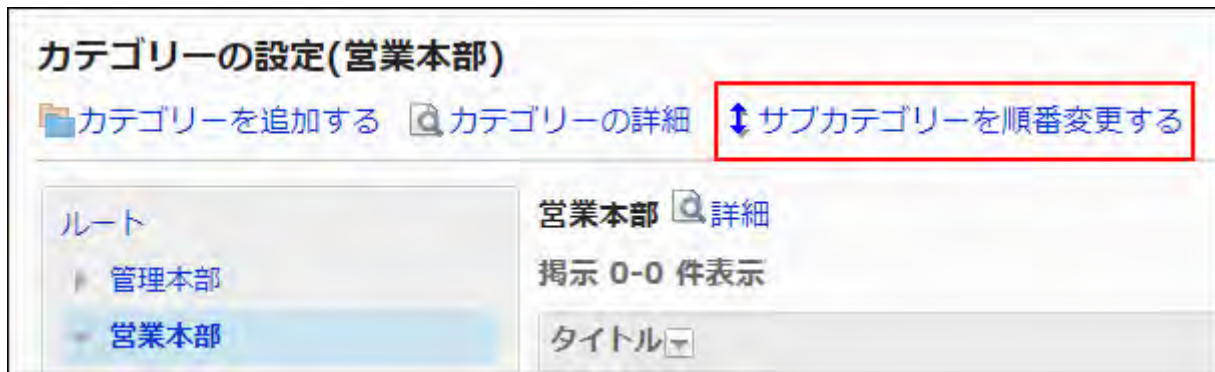 カテゴリーの設定(営業本部)
カテゴリーを追加する カテゴリーの詳細 サブカテゴリーを順番変更する
ルート
管理本部
営業本部
営業本部 詳細
掲示 0-0 件表示
タイトル